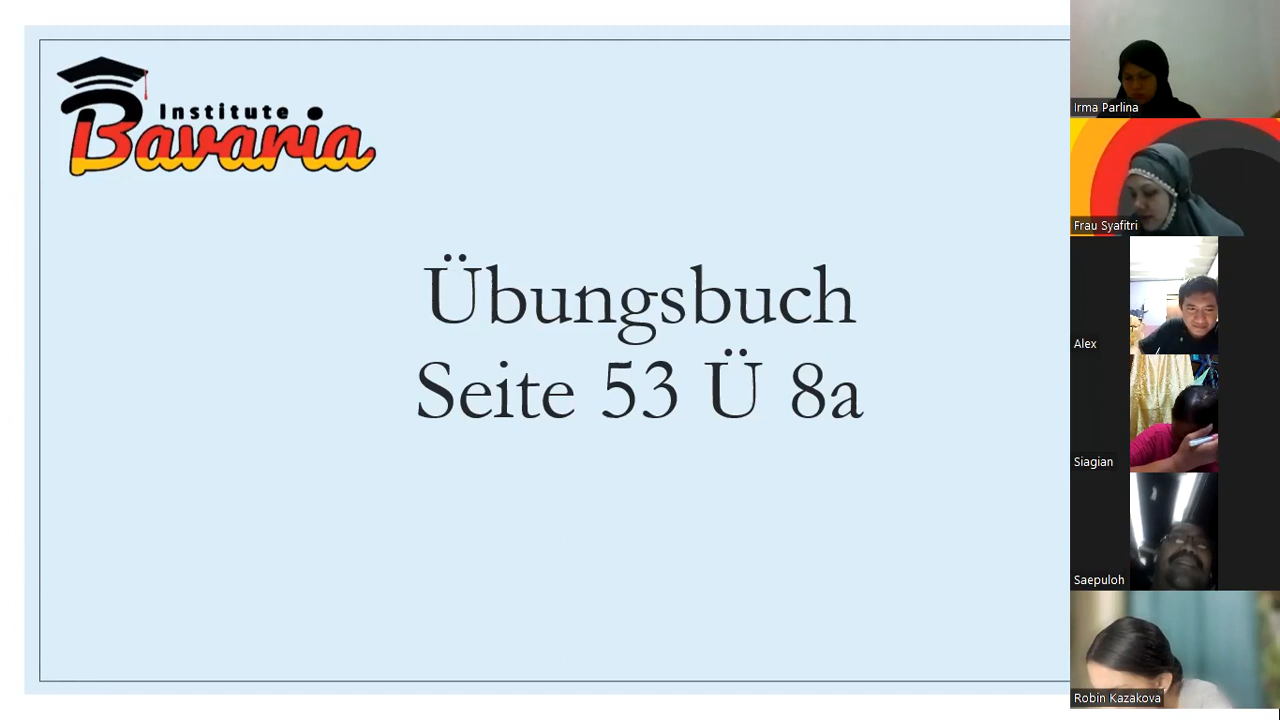 Institute
Bavaria
Übungsbuch
Seite 53 Ü 8a
Irma Parlina
Frau Syafitri
Alex
Siagian
Saepuloh
Robin Kazakova